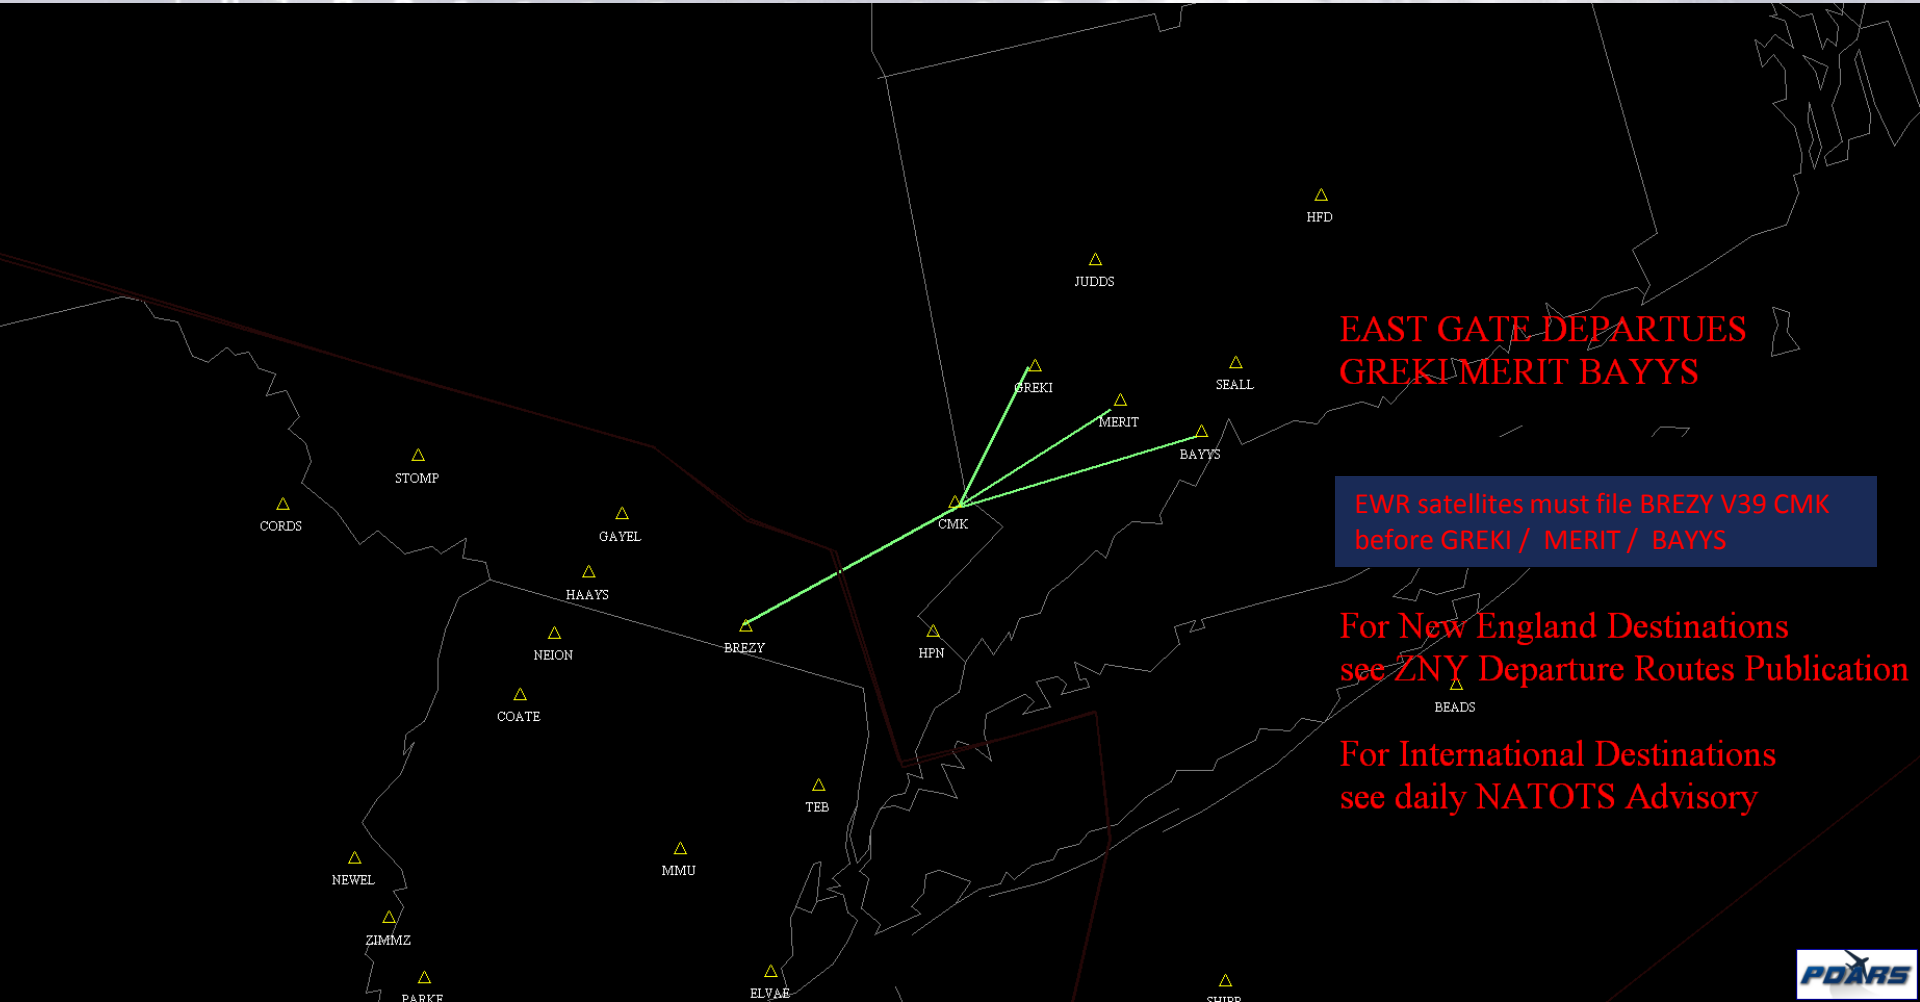 HFD
JUDDS
EAST GATE DEPARTUES
GREKI MERIT BAYYS
SEALL
GREKI
MERIT
BAYYS
STOMP
CORDS
GAYEL
CMK
EWR satellites must file BREZY V39 CMK
before GREKI / MERIT / BAYYS
HAAYS
For New England Destinations
see ZNY Departure Routes Publication
BREZY
HPN
NEION
BEADS
COATE
For International Destinations
see daily NATOTS Advisory
TEB
MMU
NEWEL
ZIMMZ
PARKE
ELVAE
SHIPP
PDARS